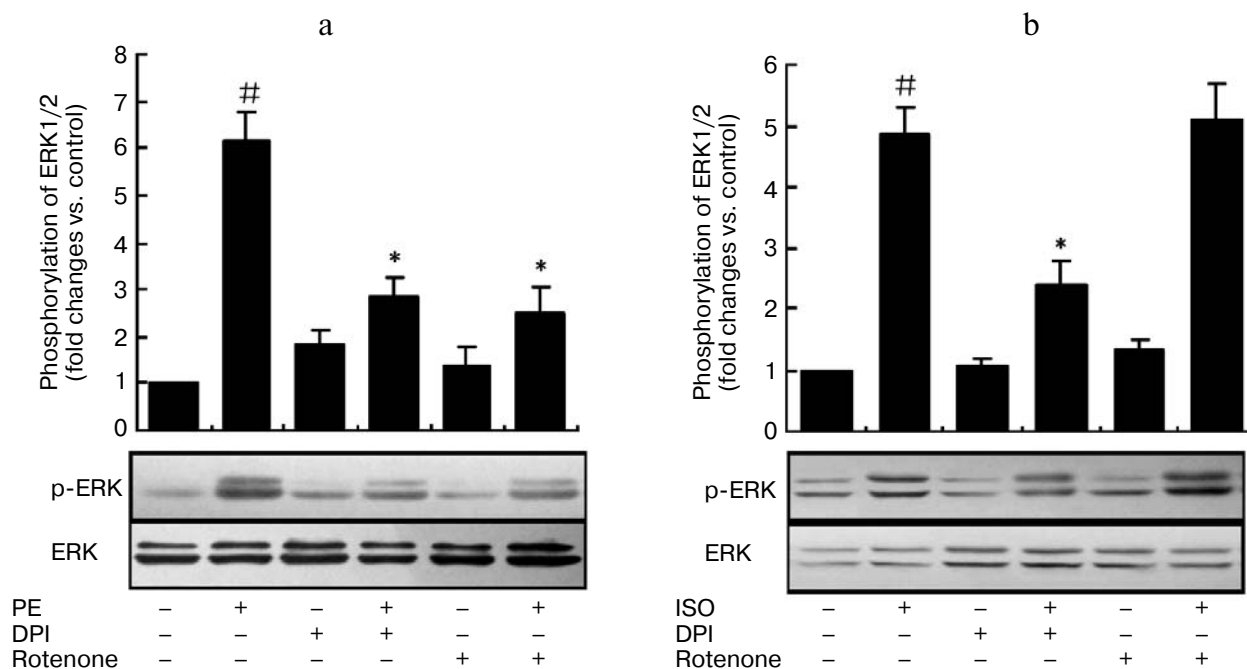 a
Phosphorylation of ERK1/2
(fold changes vs. control)
8
7
6
5
4
3
2
1
0
#
*
*
p-ERK
ERK
PE – + – + – +
DPI – – + + – –
Rotenone – – – – + +
b
Phosphorylation of ERK1/2
(fold changes vs. control)
6
5
4
3
2
1
0
#
*
p-ERK
ERK
ISO – + – + – +
DPI – – + + – –
Rotenone – – – – + +